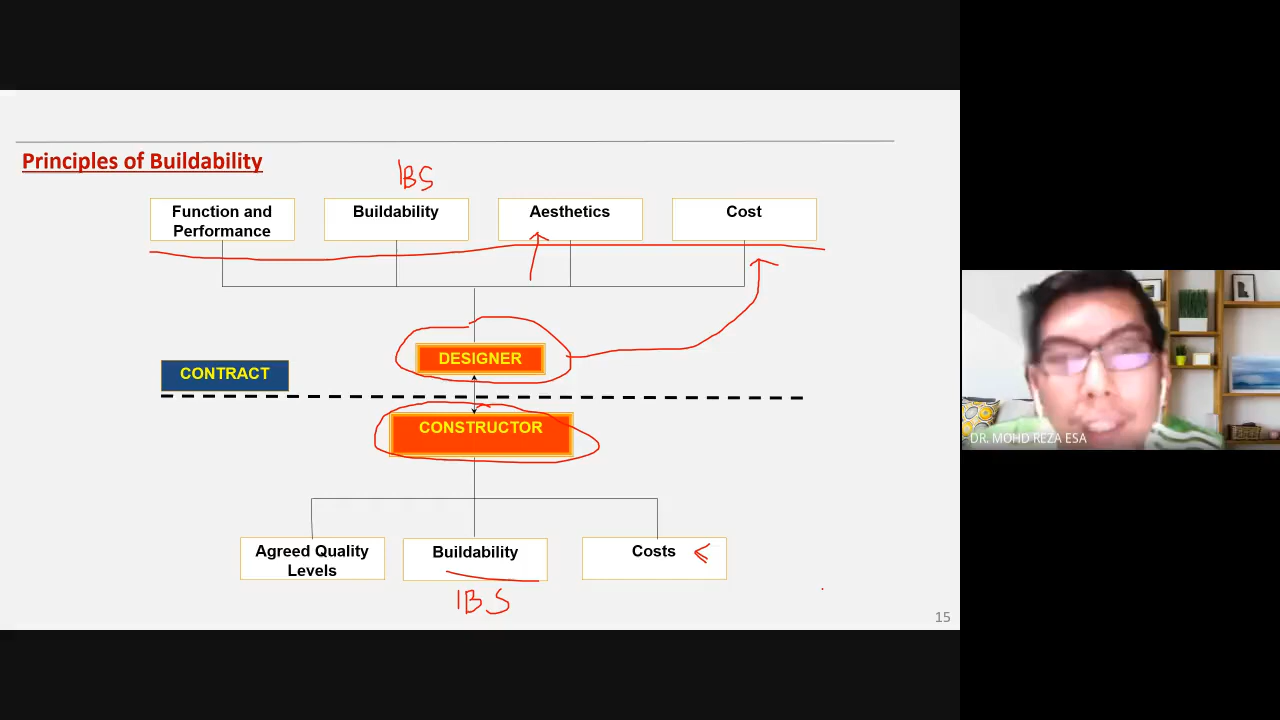 Principles of Buildability
IBS
Function and
Performance
Buildability
Aesthetics
Cost
DESIGNER
CONTRACT
CONSTRUCTOR
Agreed Quality
Levels
Buildability
Costs <
IBS
15
DR. MOHD REZA ESA